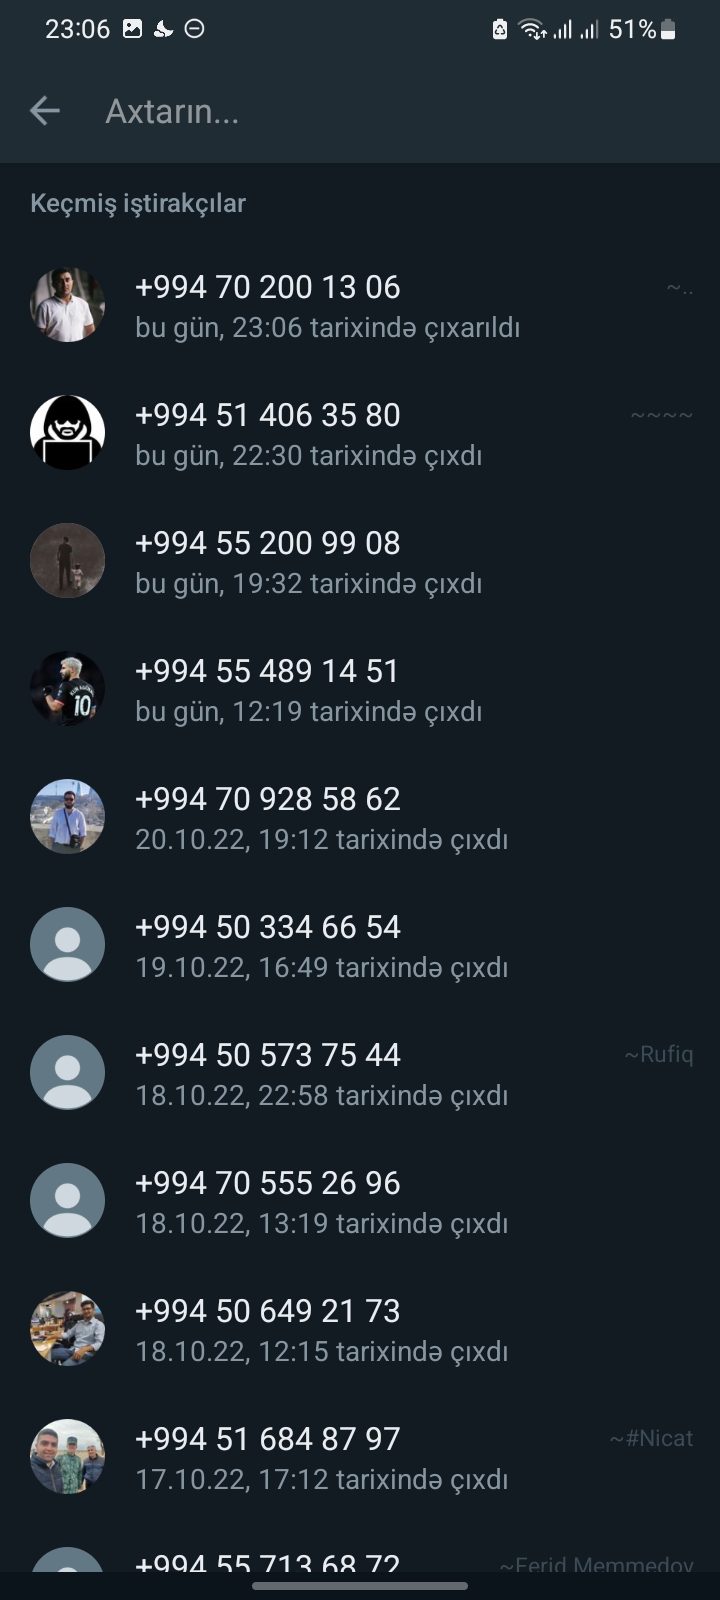 23:06
51%
Axtarın...
Keçmiş iştirakçılar
+994 70 200 13 06 ~..
bu gün, 23:06 tarixində çıxarıldı
+994 51 406 35 80 ~~~~
bu gün, 22:30 tarixində çıxdı
+994 55 200 99 08
bu gün, 19:32 tarixində çıxdı
+994 55 489 14 51
bu gün, 12:19 tarixində çıxdı
10
+994 70 928 58 62
20.10.22, 19:12 tarixində çıxdı
+994 50 334 66 54
19.10.22, 16:49 tarixində çıxdı
+994 50 573 75 44 ~Rufiq
18.10.22, 22:58 tarixində çıxdı
+994 70 555 26 96
18.10.22, 13:19 tarixində çıxdı
+994 50 649 21 73
18.10.22, 12:15 tarixində çıxdı
+994 51 684 87 97 ~#Nicat
17.10.22, 17:12 tarixində çıxdı
+994 55 713 68 72 ~Ferid Memmedov